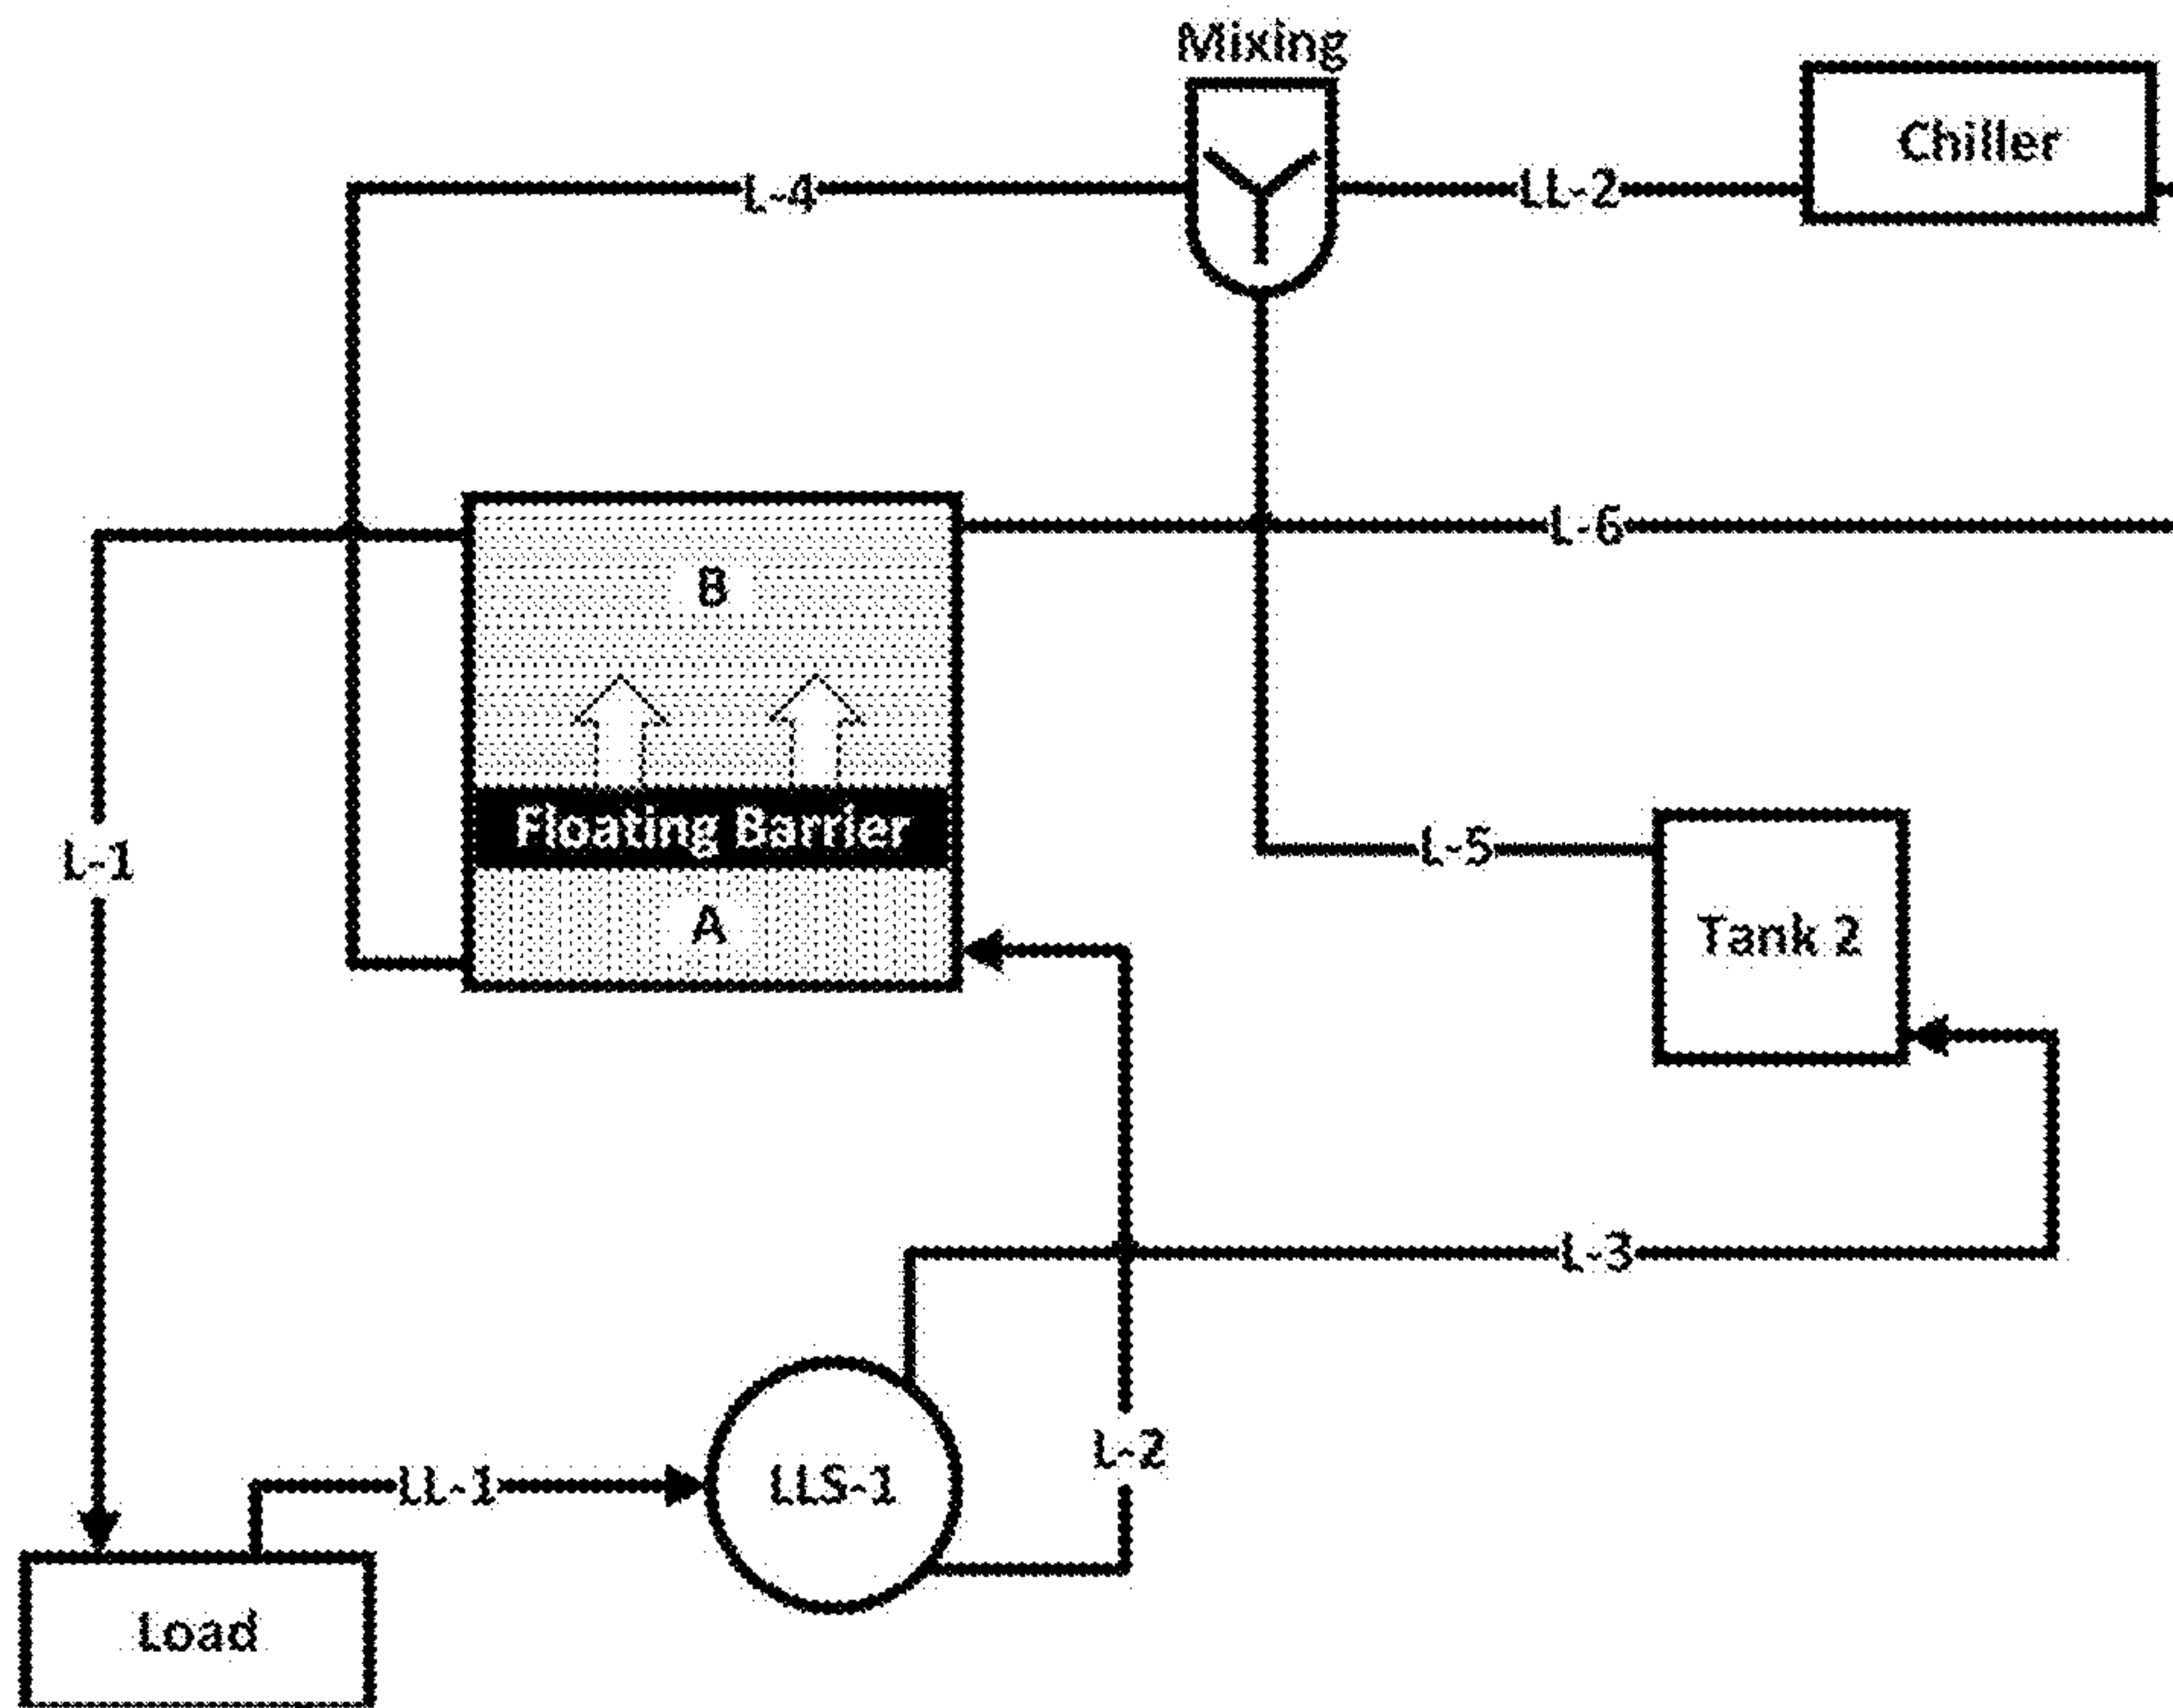 Mixing
Chiller
L-4
LL-2
L-6
B
Floating Barrier
L-1
L-5
A
Tank 2
L-3
L-2
LL-1
LLS-1
Load